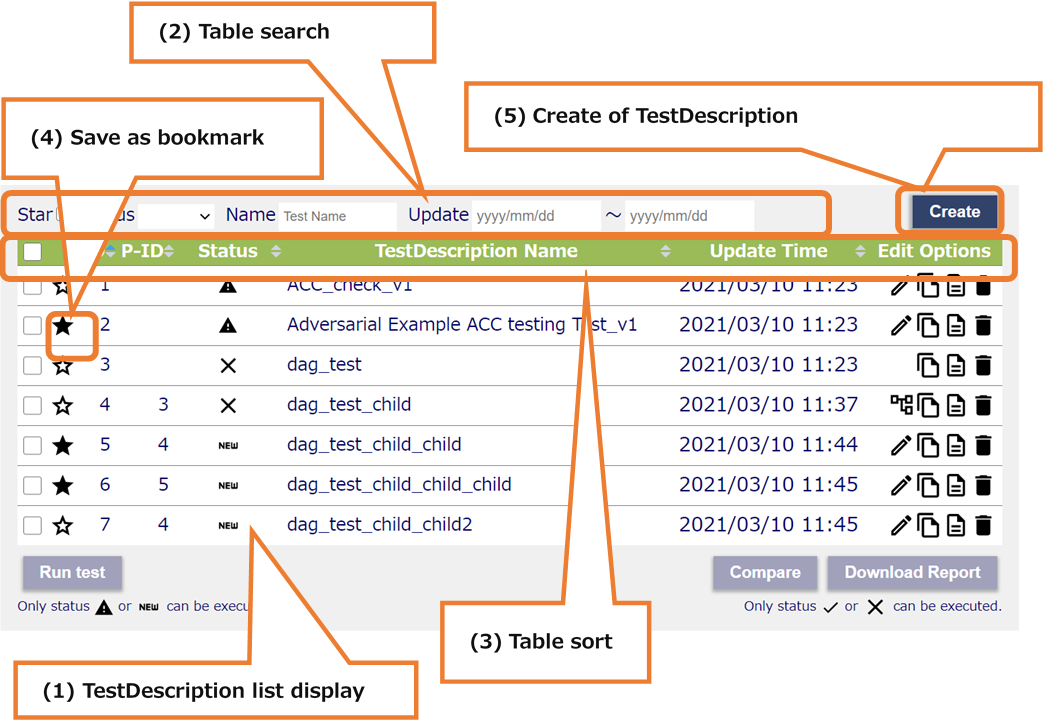 (2) Table search
(5) Create of TestDescription
(4) Save as bookmark
Star us Name Test Name Update yyyy/mm/dd ～ yyyy/mm/dd Create
P-ID Status TestDescription Name Update Time Edit Options
1 ACC_check_v1 2021/03/10 11:23
2 Adversarial Example ACC testing Test_v1 2021/03/10 11:23
3 dag_test 2021/03/10 11:23
4 3 dag_test_child 2021/03/10 11:37
5 4 NEW dag_test_child_child 2021/03/10 11:44
6 5 NEW dag_test_child_child_child 2021/03/10 11:45
7 4 NEW dag_test_child_child2 2021/03/10 11:45
Run test Compare Download Report
Only status or NEW can be execu Only status or can be executed.
(3) Table sort
(1) TestDescription list display